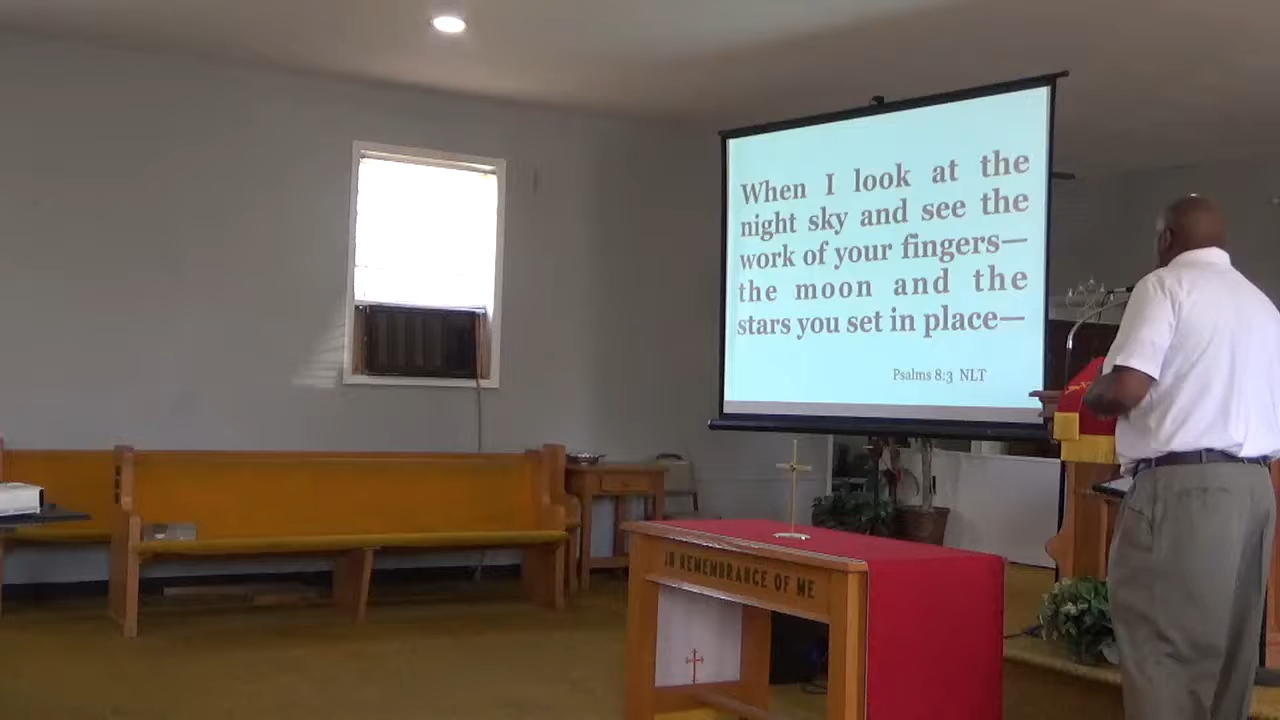 When I look at the
night sky and see the
work of your fingers—
the moon and the
stars you set in place—
Psalms 8:3 NLT
IN REMEMBRANCE OF ME